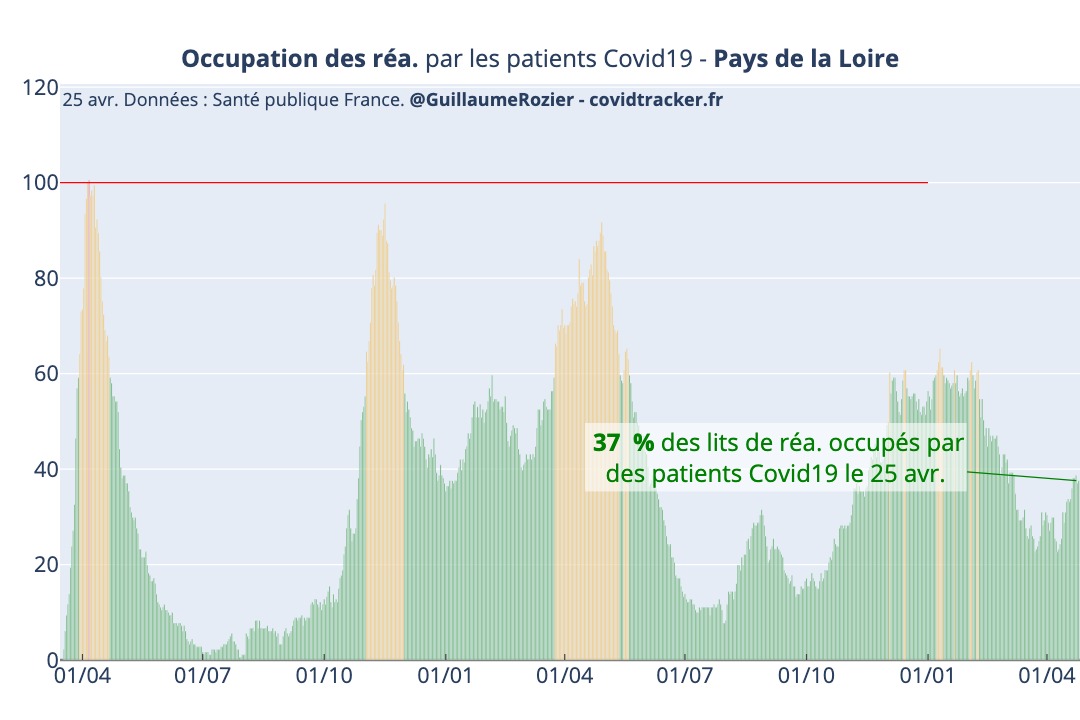 Occupation des réa. par les patients Covid19 - Pays de la Loire
120
25 avr. Données : Santé publique France. @GuillaumeRozier - covidtracker.fr
100
80
60
37 % des lits de réa. occupés par
des patients Covid19 le 25 avr.
40
20
0
01/04 01/07 01/10 01/01 01/04 01/07 01/10 01/01 01/04